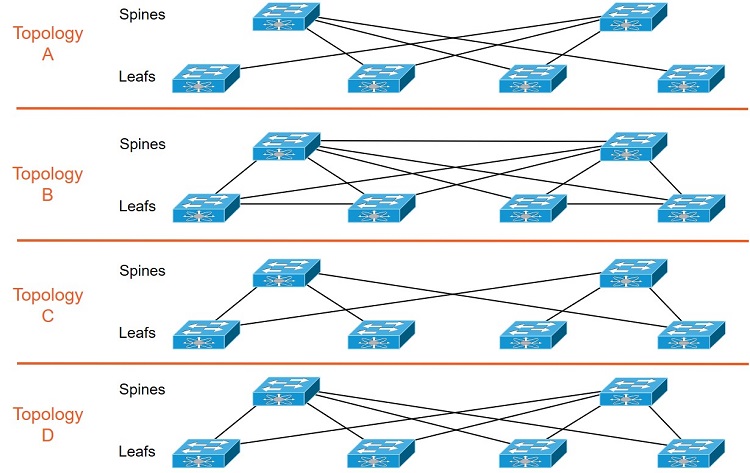 Spines
Topology
A
Leafs
Spines
Topology
B
Leafs
Spines
Topology
C
Leafs
Spines
Topology
D
Leafs